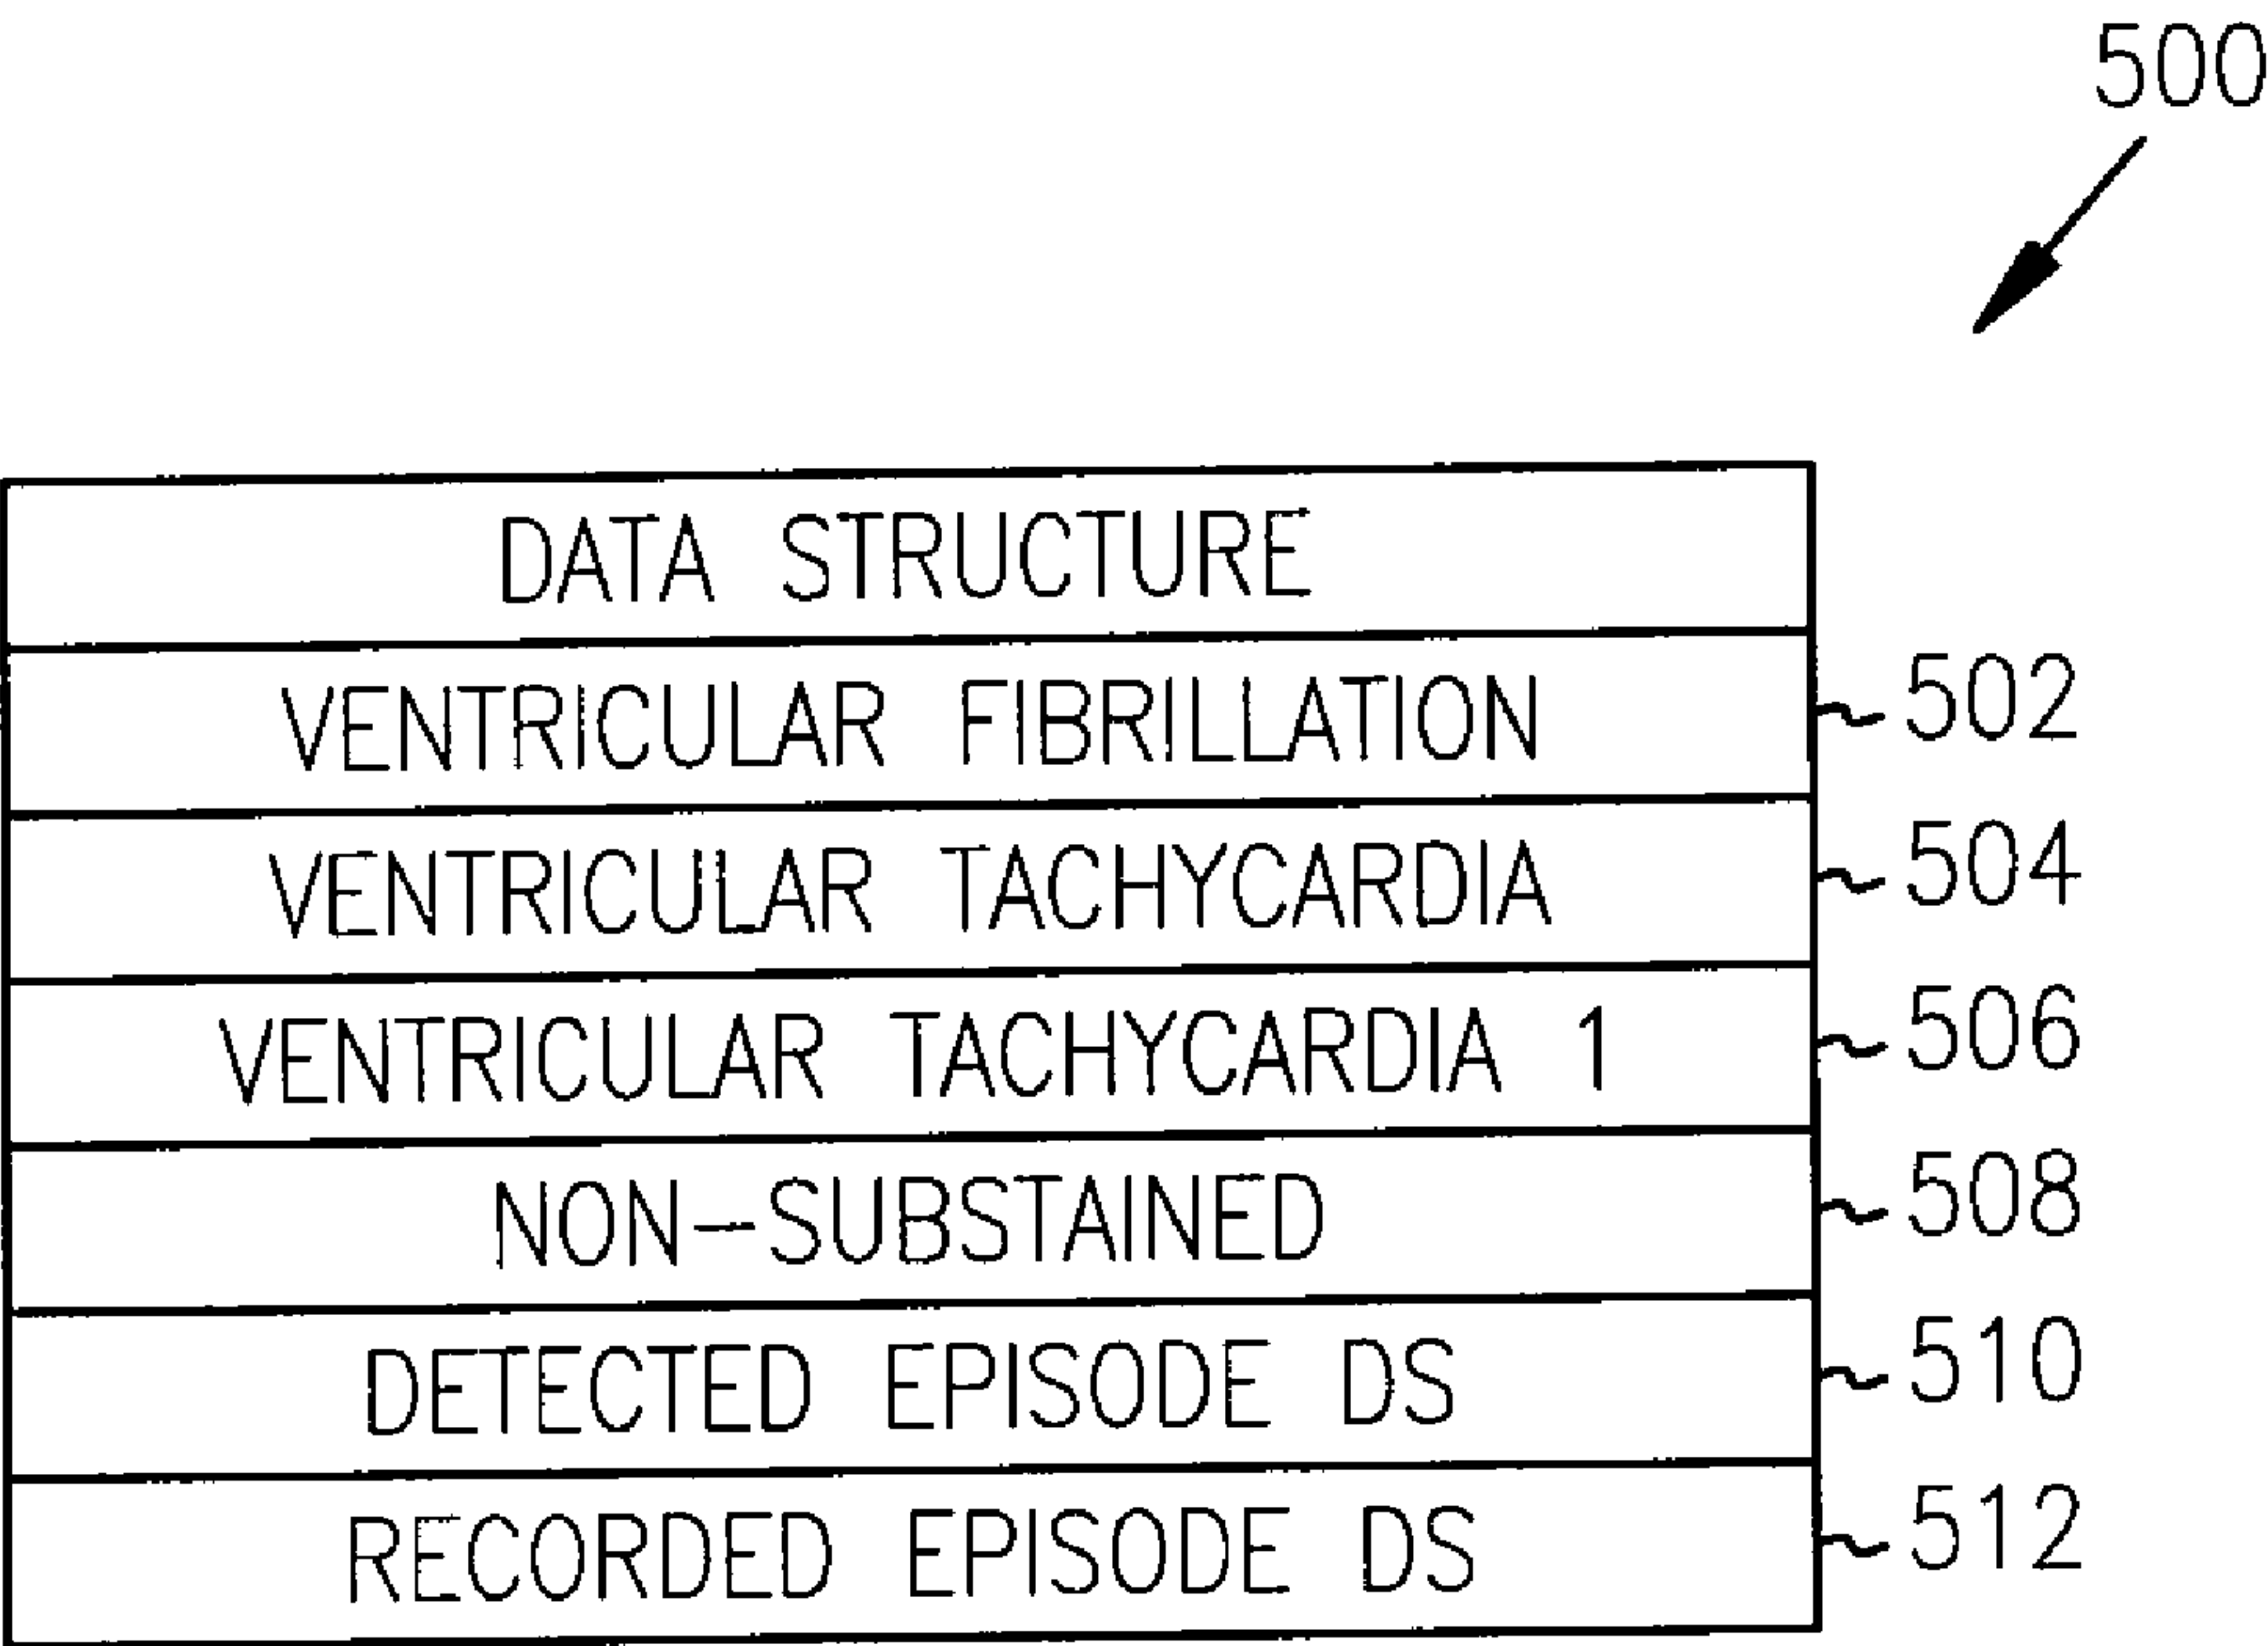 500
DATA STRUCTURE
VENTRICULAR FIBRILLATION 502
VENTRICULAR TACHYCARDIA 504
VENTRICULAR TACHYCARDIA 1 506
NON-SUBSTAINED 508
DETECTED EPISODE DS 510
RECORDED EPISODE DS 512